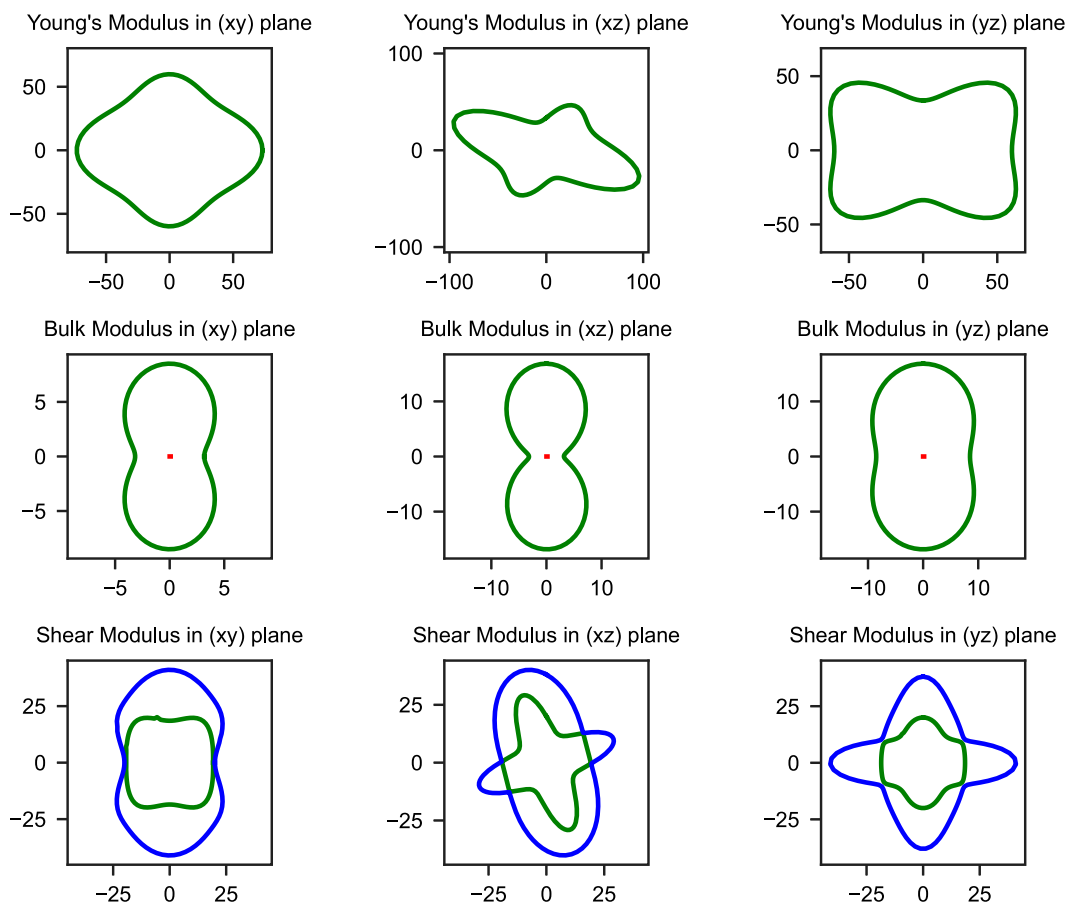 Young's Modulus in (xy) plane
Young's Modulus in (xz) plane
Young's Modulus in (yz) plane
50
0
−50
−50 0 50
100
0
−100
−100 0 100
50
0
−50
−50 0 50
Bulk Modulus in (xy) plane
Bulk Modulus in (xz) plane
Bulk Modulus in (yz) plane
5
0
−5
−5 0 5
10
0
−10
−10 0 10
10
0
−10
−10 0 10
Shear Modulus in (xy) plane
Shear Modulus in (xz) plane
Shear Modulus in (yz) plane
25
0
−25
−25 0 25
25
0
−25
−25 0 25
25
0
−25
−25 0 25